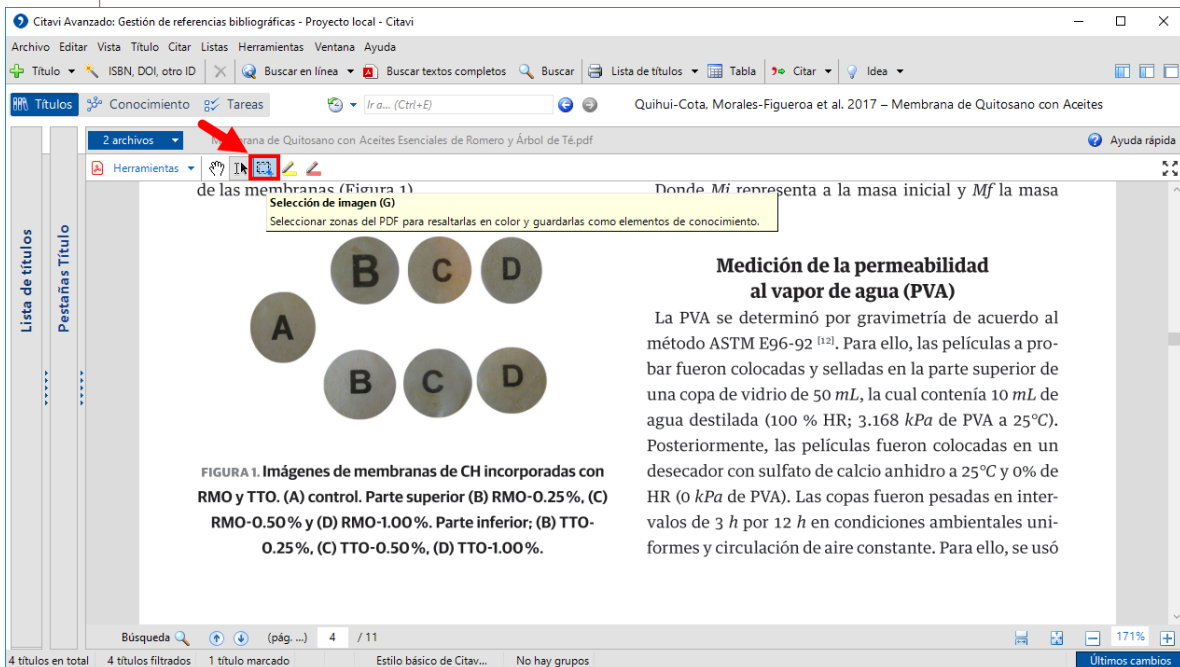 Citavi Avanzado: Gestión de referencias bibliográficas - Proyecto local - Citavi
Archivo Editar Vista Título Citar Listas Herramientas Ventana Ayuda
Título ISBN, DOI, otro ID Buscar en línea Buscar textos completos Buscar Lista de títulos Tabla Citar Idea
Títulos Conocimiento Tareas Ir a... (Ctrl+E) Quihui-Cota, Morales-Figueroa et al. 2017 – Membrana de Quitosano con Aceites
2 archivos de Quitosano con Aceites Esenciales de Romero y Árbol de Té.pdf Ayuda rápida
Herramientas
Lista de títulos
Pestañas Título
de las membranas (Figura 1)
Selección de imagen (G)
Seleccionar zonas del PDF para resaltarlas en color y guardarlas como elementos de conocimiento.
B C D
A
B C D
FIGURA 1. Imágenes de membranas de CH incorporadas con
RMO y TTO. (A) control. Parte superior (B) RMO-0.25%, (C)
RMO-0.50% y (D) RMO-1.00%. Parte inferior; (B) TTO-
0.25%, (C) TTO-0.50%, (D) TTO-1.00%.
Donde Mi representa a la masa inicial y Mf la masa
Medición de la permeabilidad
al vapor de agua (PVA)
La PVA se determinó por gravimetría de acuerdo al
método ASTM E96-92 [12]. Para ello, las películas a pro-
bar fueron colocadas y selladas en la parte superior de
una copa de vidrio de 50 mL, la cual contenía 10 mL de
agua destilada (100 % HR; 3.168 kPa de PVA a 25°C).
Posteriormente, las películas fueron colocadas en un
desecador con sulfato de calcio anhidro a 25°C y 0% de
HR (0 kPa de PVA). Las copas fueron pesadas en inter-
valos de 3 h por 12 h en condiciones ambientales uni-
formes y circulación de aire constante. Para ello, se usó
Búsqueda (pág. ...) 4 / 11 171%
4 títulos en total 4 títulos filtrados 1 título marcado Estilo básico de Citav... No hay grupos Últimos cambios